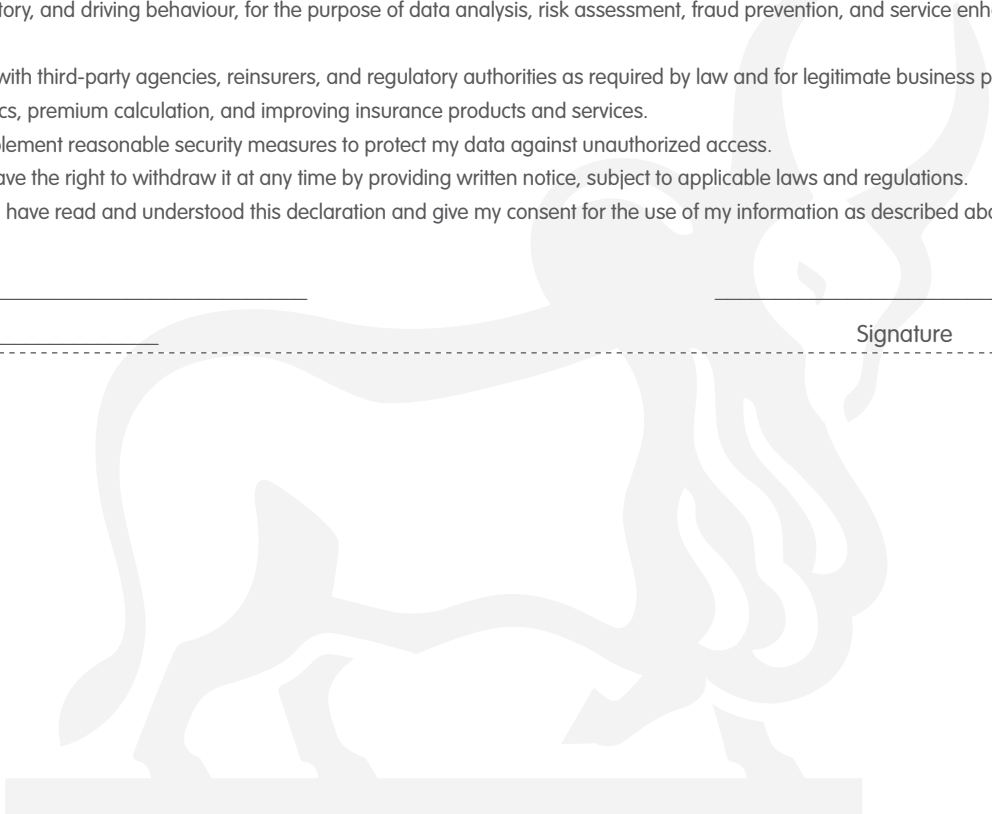 tory, and driving behaviour, for the purpose of data analysis, risk assessment, fraud prevention, and service enh
with third-party agencies, reinsurers, and regulatory authorities as required by law and for legitimate business p
cs, premium calculation, and improving insurance products and services.
lement reasonable security measures to protect my data against unauthorized access.
ave the right to withdraw it at any time by providing written notice, subject to applicable laws and regulations.
have read and understood this declaration and give my consent for the use of my information as described abo
Signature